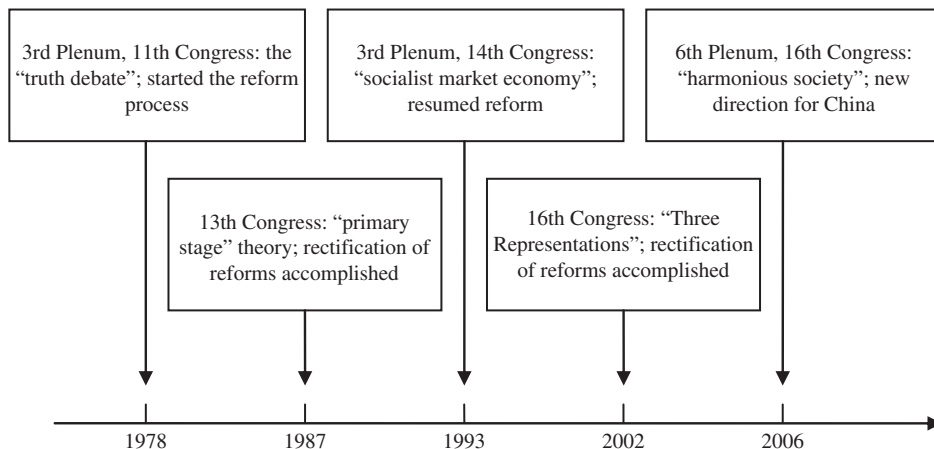 3rd Plenum, 11th Congress: the
“truth debate”; started the reform
process
3rd Plenum, 14th Congress:
“socialist market economy”;
resumed reform
6th Plenum, 16th Congress:
“harmonious society”; new
direction for China
13th Congress: “primary
stage” theory; rectification of
reforms accomplished
16th Congress: “Three
Representations”; rectification
of reforms accomplished
1978
1987
1993
2002
2006